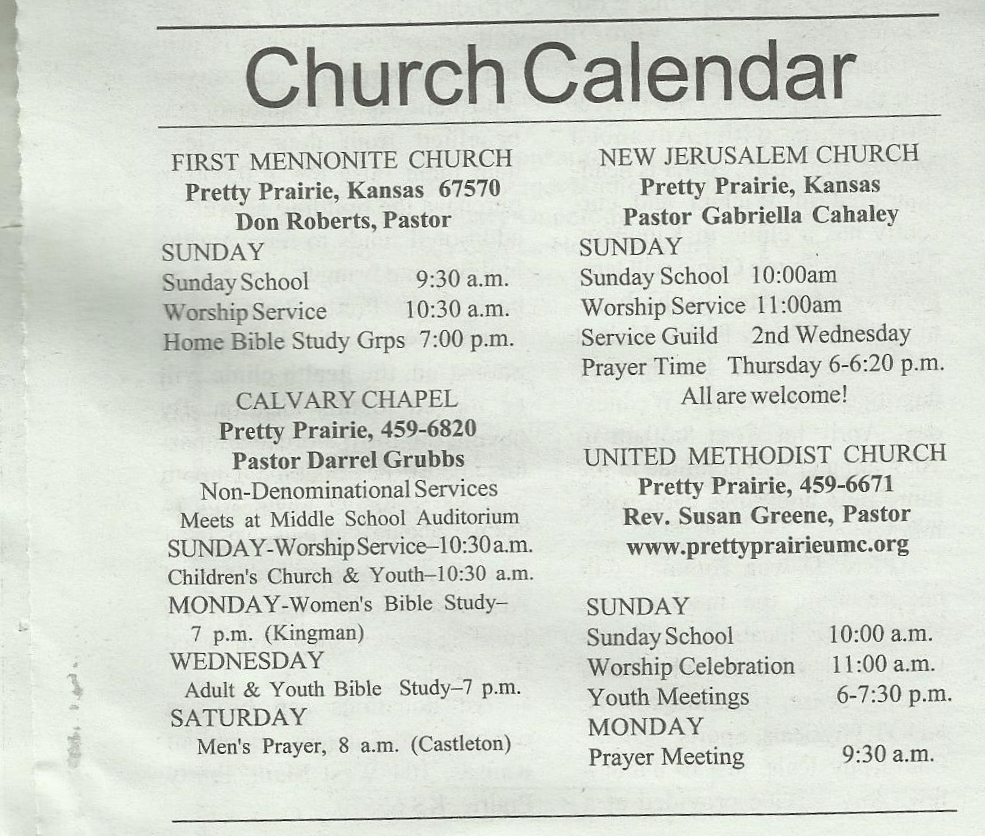 Church Calendar
FIRST MENNONITE CHURCH
Pretty Prairie, Kansas 67570
Don Roberts, Pastor
SUNDAY
Sunday School 9:30 a.m.
Worship Service 10:30 a.m.
Home Bible Study Grps 7:00 p.m.
CALVARY CHAPEL
Pretty Prairie, 459-6820
Pastor Darrel Grubbs
Non-Denominational Services
Meets at Middle School Auditorium
SUNDAY-Worship Service–10:30 a.m.
Children's Church & Youth–10:30 a.m.
MONDAY-Women's Bible Study–
7 p.m. (Kingman)
WEDNESDAY
Adult & Youth Bible Study–7 p.m.
SATURDAY
Men's Prayer, 8 a.m. (Castleton)
NEW JERUSALEM CHURCH
Pretty Prairie, Kansas
Pastor Gabriella Cahaley
SUNDAY
Sunday School 10:00am
Worship Service 11:00am
Service Guild 2nd Wednesday
Prayer Time Thursday 6-6:20 p.m.
All are welcome!
UNITED METHODIST CHURCH
Pretty Prairie, 459-6671
Rev. Susan Greene, Pastor
www.prettyprairieumc.org
SUNDAY
Sunday School 10:00 a.m.
Worship Celebration 11:00 a.m.
Youth Meetings 6-7:30 p.m.
MONDAY
Prayer Meeting 9:30 a.m.